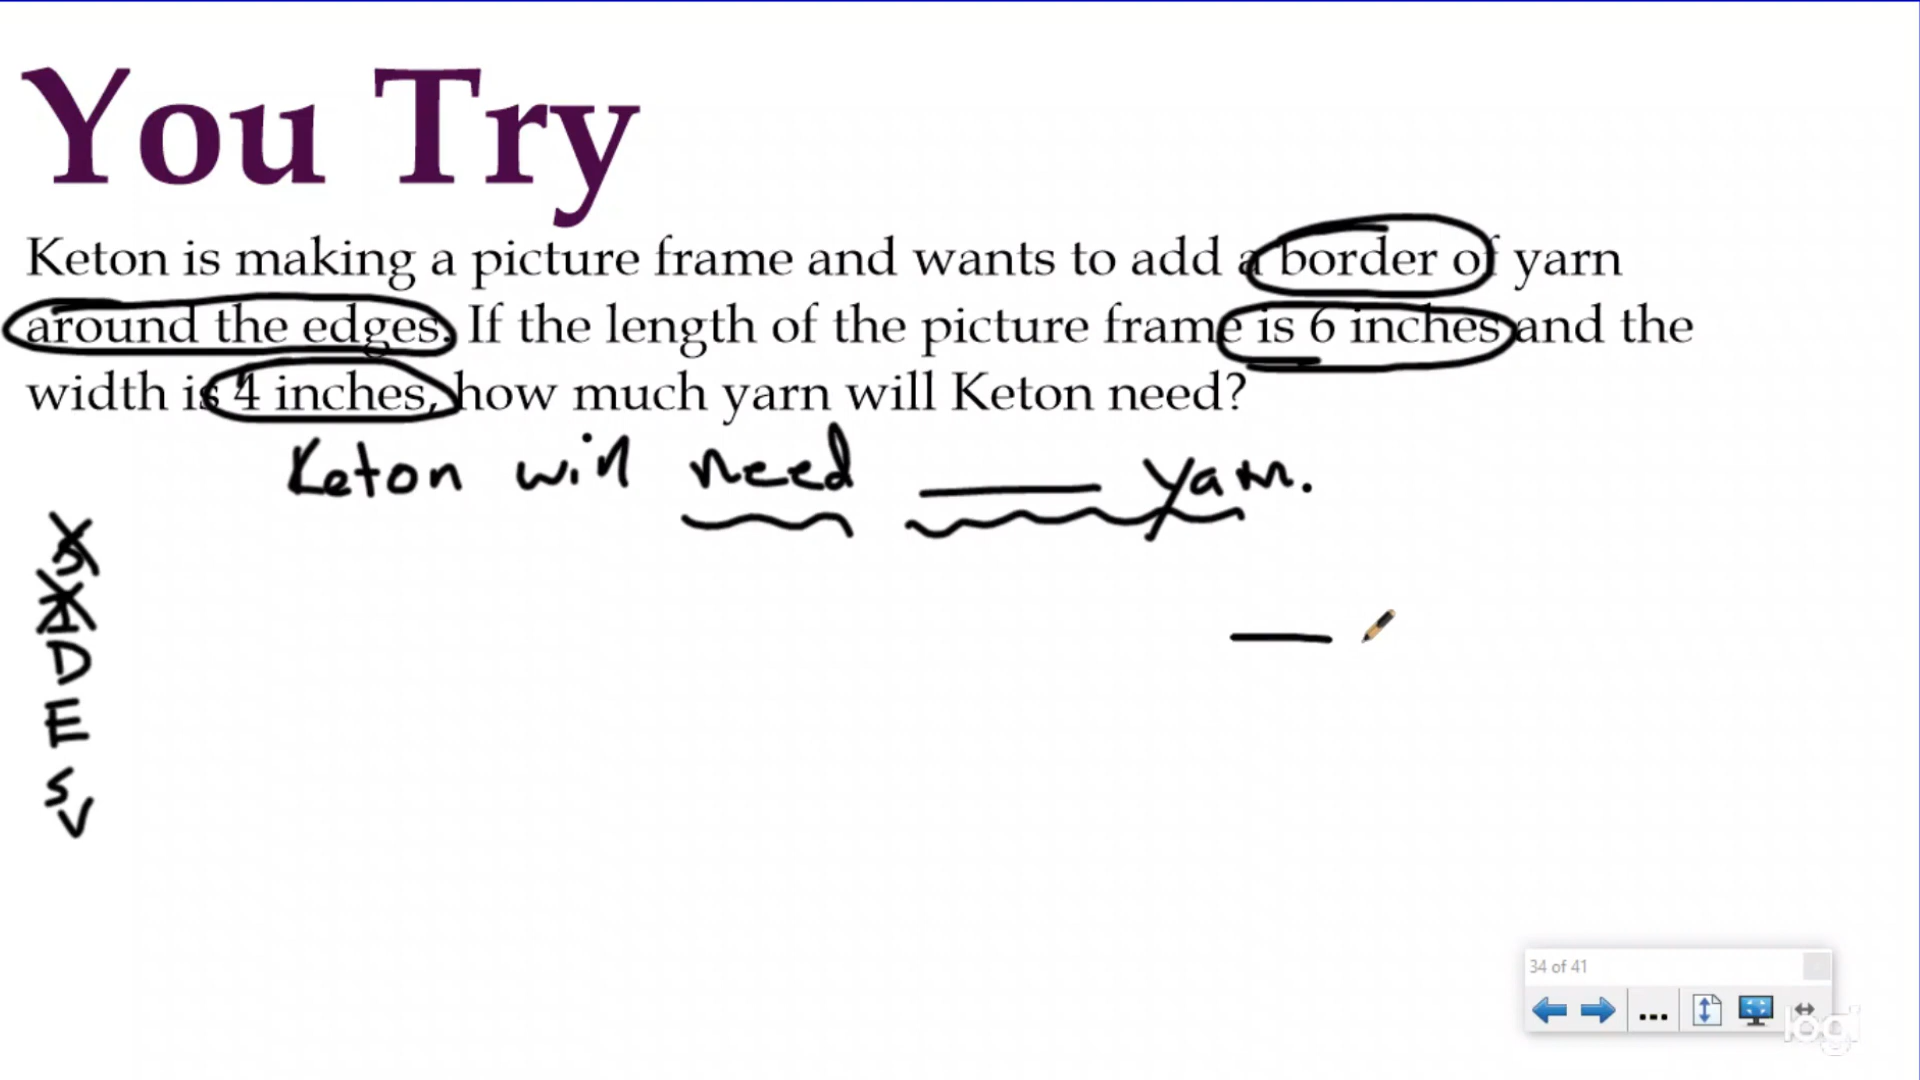 You Try
Keton is making a picture frame and wants to add a border of yarn
around the edges. If the length of the picture frame is 6 inches and the
width is 4 inches, how much yarn will Keton need?
Keton will need ____ yarn.
D
E
S
V
34 of 41
...
logi